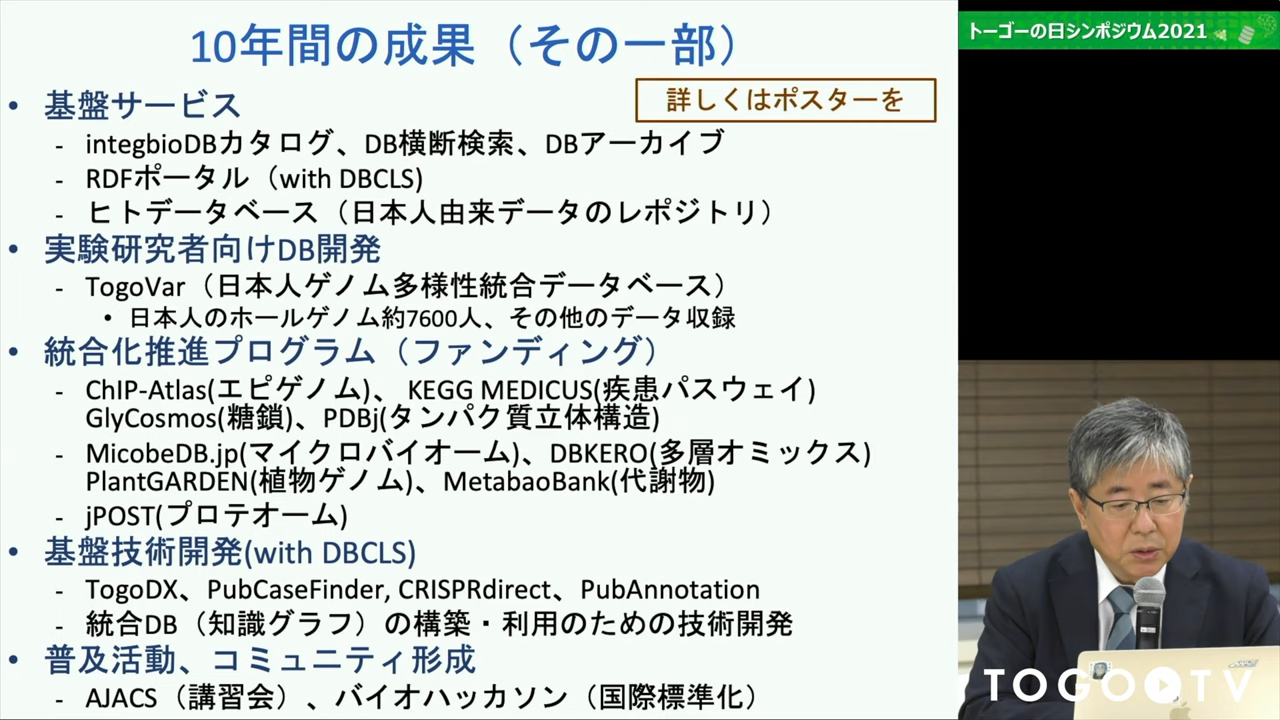 10年間の成果（その一部）
詳しくはポスターを
• 基盤サービス
- integbioDBカタログ、DB横断検索、DBアーカイブ
- RDFポータル（with DBCLS)
- ヒトデータベース（日本人由来データのレポジトリ）
• 実験研究者向けDB開発
- TogoVar（日本人ゲノム多様性統合データベース）
• 日本人のホールゲノム約7600人、その他のデータ収録
• 統合化推進プログラム（ファンディング）
- ChIP-Atlas(エピゲノム)、KEGG MEDICUS(疾患パスウェイ)
GlyCosmos(糖鎖)、PDBj(タンパク質立体構造)
- MicobeDB.jp(マイクロバイオーム)、DBKERO(多層オミックス)
PlantGARDEN(植物ゲノム)、MetabaoBank(代謝物)
- jPOST(プロテオーム)
• 基盤技術開発(with DBCLS)
- TogoDX、PubCaseFinder, CRISPRdirect、PubAnnotation
- 統合DB（知識グラフ）の構築・利用のための技術開発
• 普及活動、コミュニティ形成
- AJACS（講習会）、バイオハッカソン（国際標準化）
トーゴーの日シンポジウム2021
TOGO TV